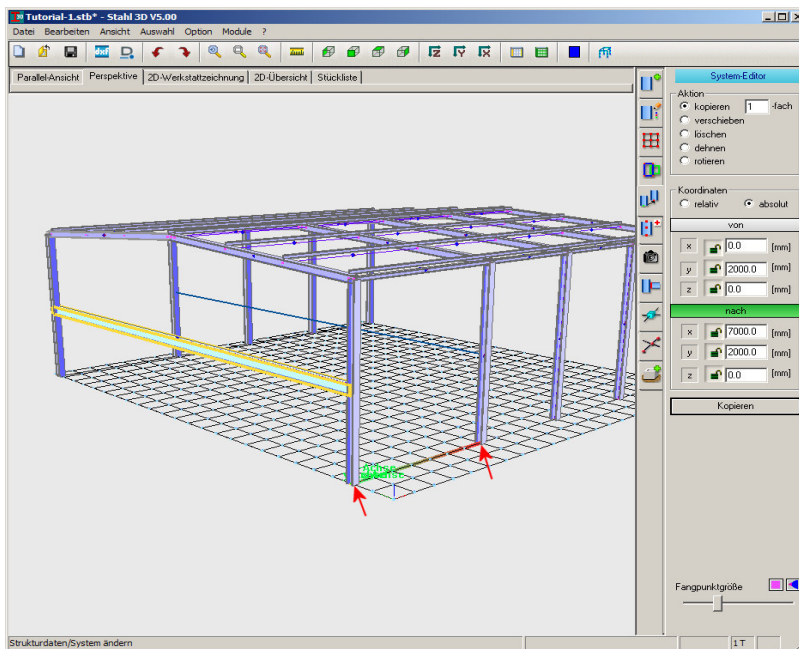 Tutorial-1.stb* - Stahl 3D V5.00
Datei Bearbeiten Ansicht Auswahl Option Module ?
dxf
Z Y X
Parallel-Ansicht Perspektive 2D-Werkstattzeichnung 2D-Übersicht Stückliste
System-Editor
Aktion
kopieren 1 -fach
verschieben
löschen
dehnen
rotieren
Koordinaten
relativ absolut
von
x 0.0 [mm]
y 2000.0 [mm]
z 0.0 [mm]
nach
x 7000.0 [mm]
y 2000.0 [mm]
z 0.0 [mm]
Kopieren
Fangpunktgröße
Strukturdaten/System ändern
1 T